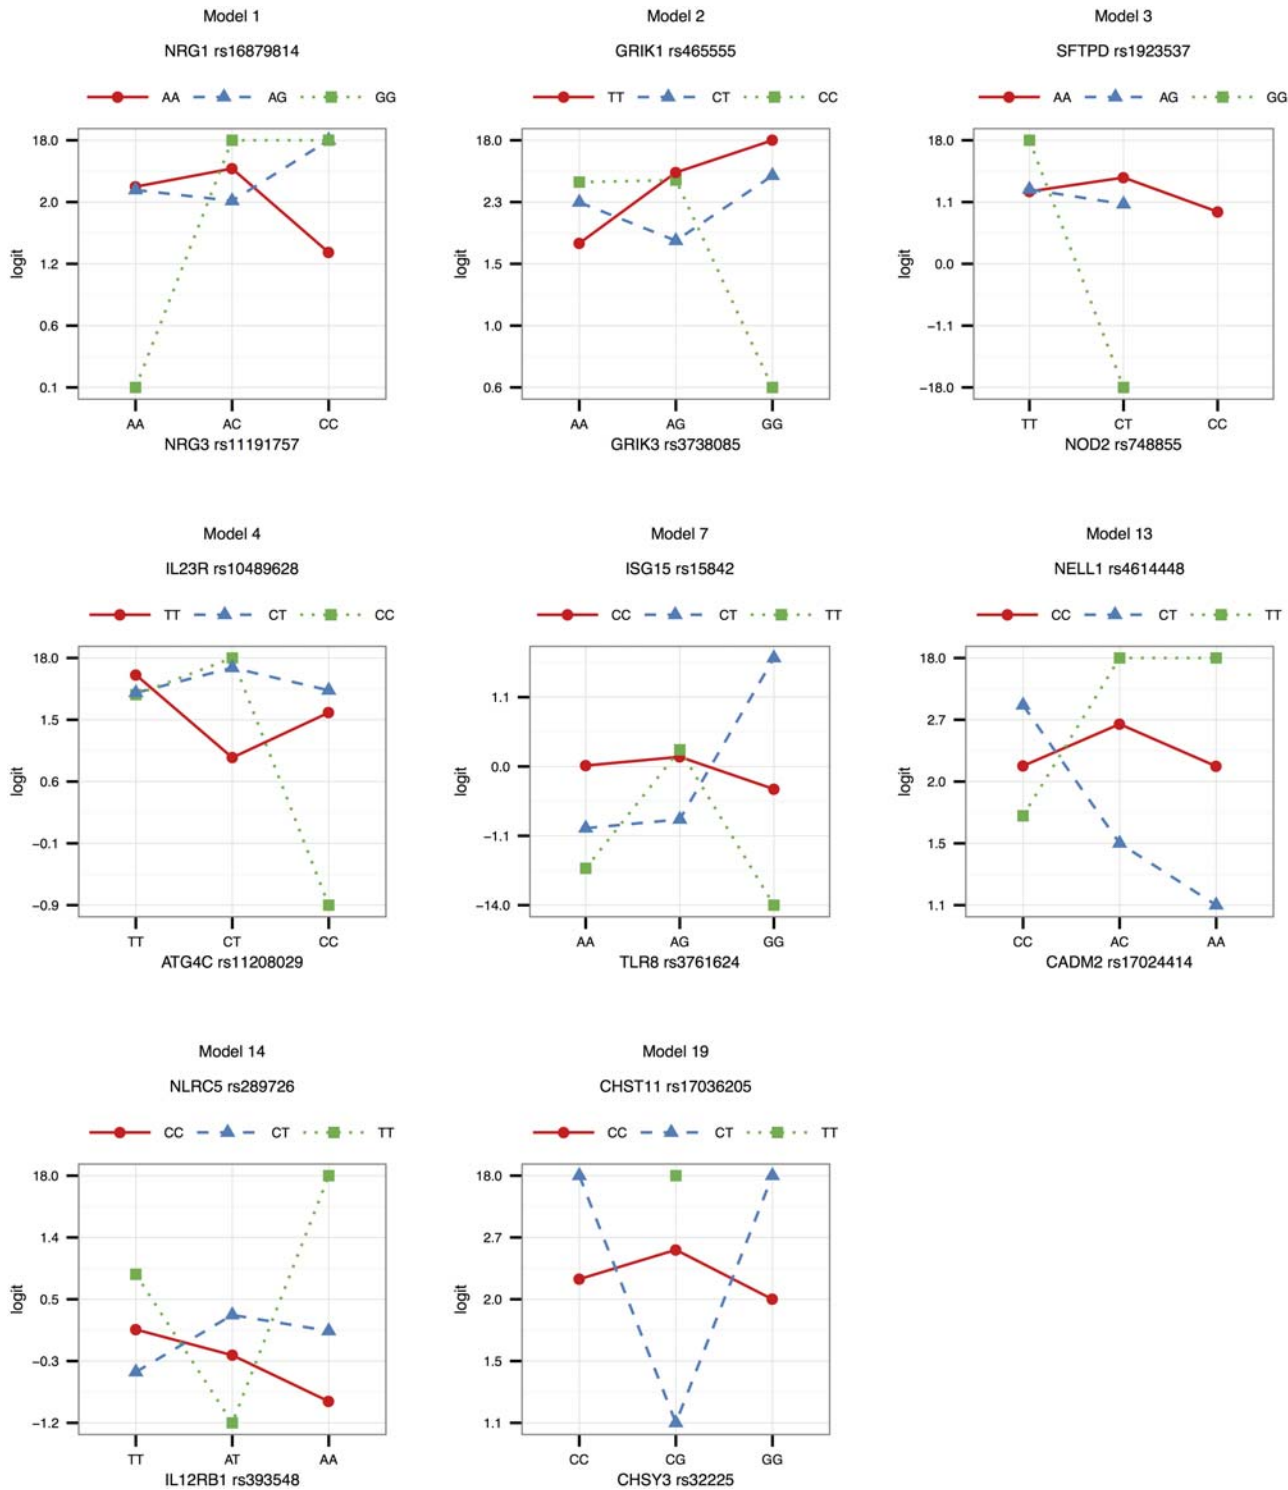 Model 1
NRG1 rs16879814
AA AG GG
18.0
2.0
1.2
0.6
0.1
logit
AA AC CC
NRG3 rs11191757
Model 2
GRIK1 rs465555
TT CT CC
18.0
2.3
1.5
1.0
0.6
logit
AA AG GG
GRIK3 rs3738085
Model 3
SFTPD rs1923537
AA AG GG
18.0
1.1
0.0
−1.1
−18.0
logit
TT CT CC
NOD2 rs748855
Model 4
IL23R rs10489628
TT CT CC
18.0
1.5
0.6
−0.1
−0.9
logit
TT CT CC
ATG4C rs11208029
Model 7
ISG15 rs15842
CC CT TT
1.1
0.0
−1.1
−14.0
logit
AA AG GG
TLR8 rs3761624
Model 13
NELL1 rs4614448
CC CT TT
18.0
2.7
2.0
1.5
1.1
logit
CC AC AA
CADM2 rs17024414
Model 14
NLRC5 rs289726
CC CT TT
18.0
1.4
0.5
−0.3
−1.2
logit
TT AT AA
IL12RB1 rs393548
Model 19
CHST11 rs17036205
CC CT TT
18.0
2.7
2.0
1.5
1.1
logit
CC CG GG
CHSY3 rs32225